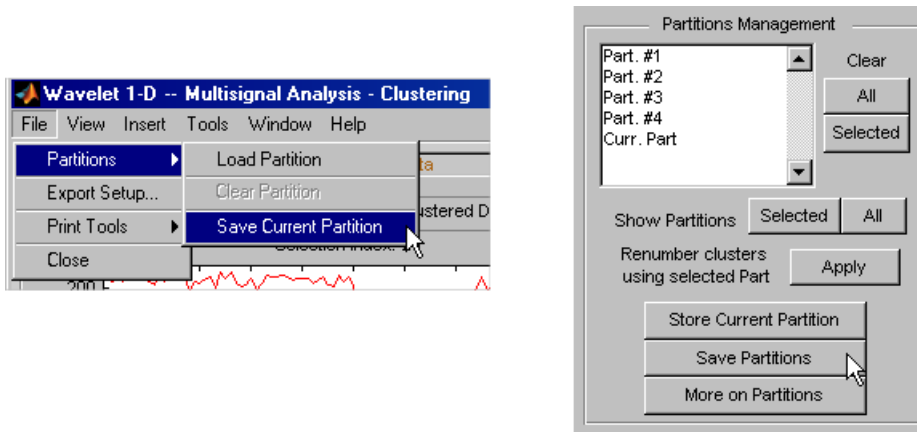 Wavelet 1-D -- Multisignal Analysis - Clustering
File View Insert Tools Window Help
Partitions
Export Setup...
Print Tools
Close
Load Partition
Clear Partition
Save Current Partition
ta
ustered D
200
Partitions Management
Part. #1
Part. #2
Part. #3
Part. #4
Curr. Part
Clear
All
Selected
Show Partitions Selected All
Renumber clusters
using selected Part
Apply
Store Current Partition
Save Partitions
More on Partitions